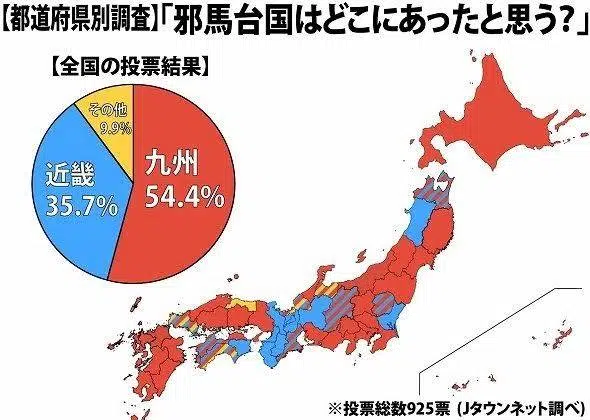 【都道府県別調査】「邪馬台国はどこにあったと思う?」
【全国の投票結果】
その他
9.9%
近畿
35.7%
九州
54.4%
※投票総数925票 (Jタウンネット調べ)